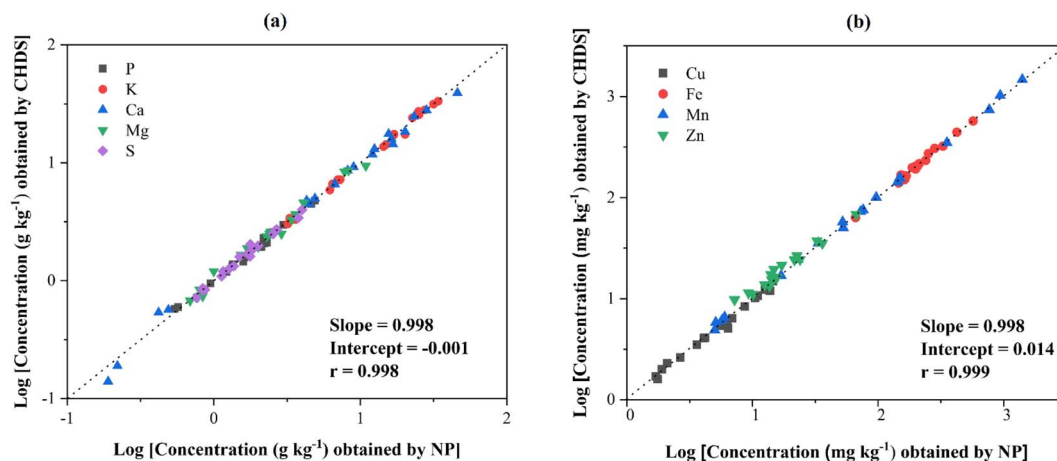 (a)
Log [Concentration (g kg⁻¹) obtained by CHDS]
2
1
0
-1
P
K
Ca
Mg
S
Slope = 0.998
Intercept = -0.001
r = 0.998
-1 0 1 2
Log [Concentration (g kg⁻¹) obtained by NP]
(b)
Log [Concentration (mg kg⁻¹) obtained by CHDS]
3
2
1
0
Cu
Fe
Mn
Zn
Slope = 0.998
Intercept = 0.014
r = 0.999
0 1 2 3
Log [Concentration (mg kg⁻¹) obtained by NP]